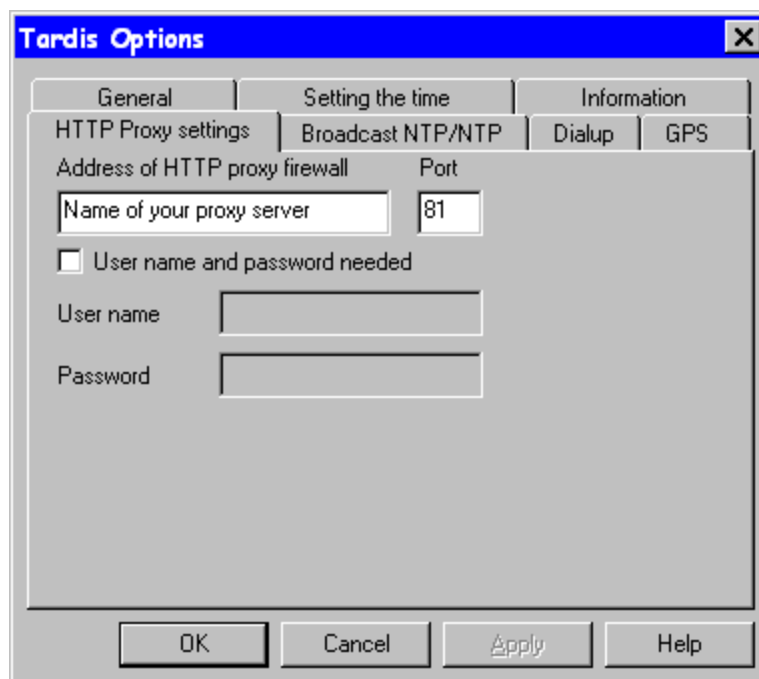 Tardis Options
General Setting the time Information
HTTP Proxy settings Broadcast NTP/NTP Dialup GPS
Address of HTTP proxy firewall Port
Name of your proxy server 81
User name and password needed
User name
Password
OK Cancel Apply Help